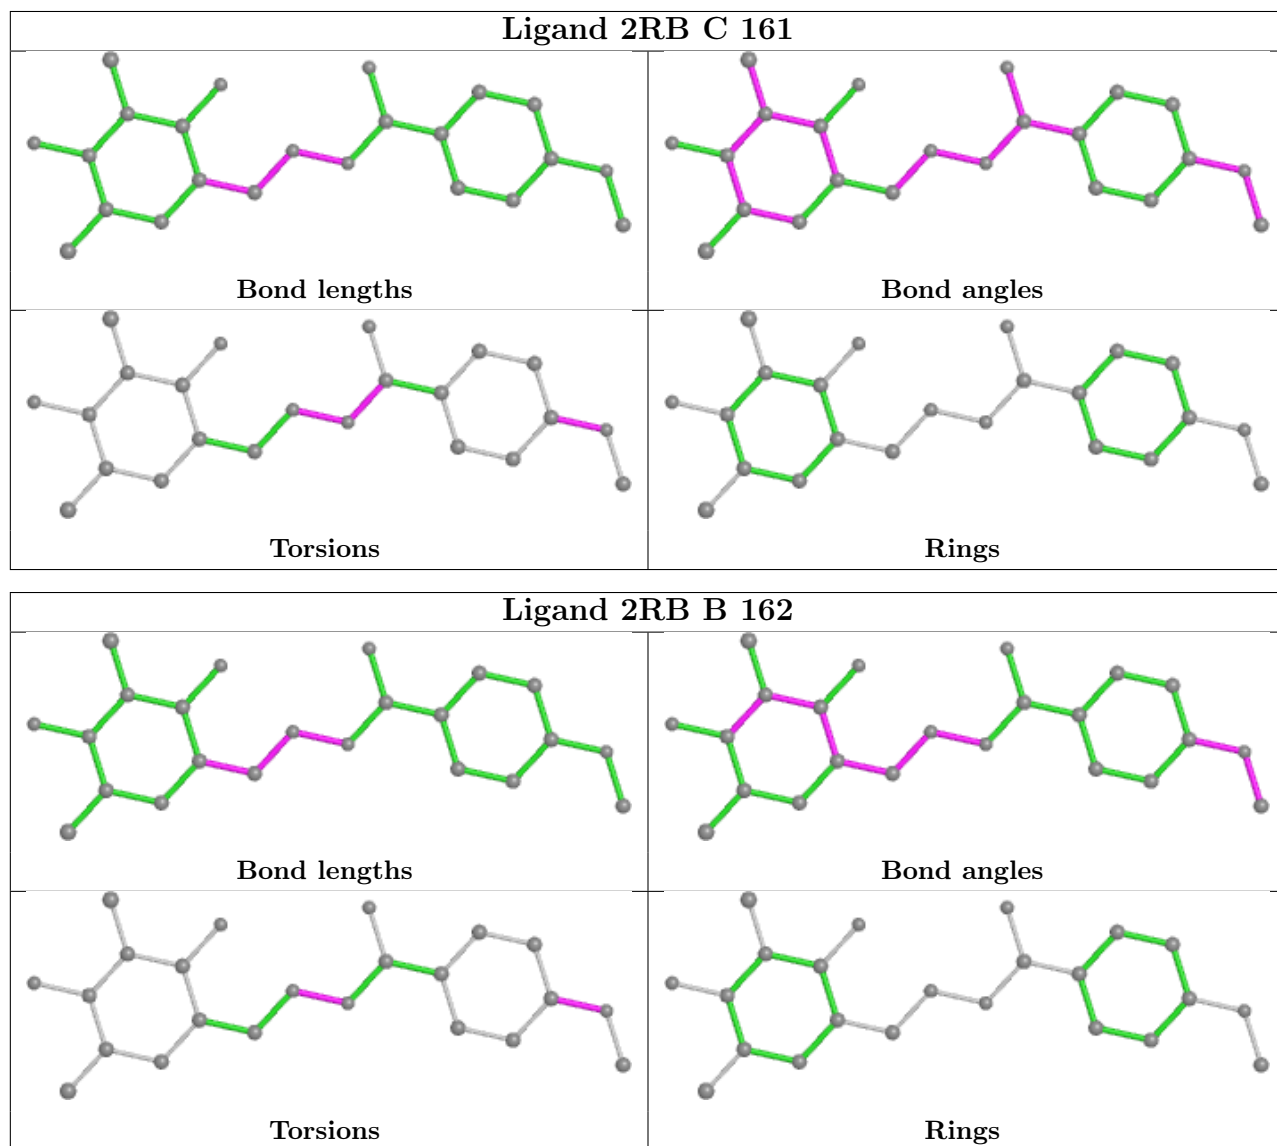 Ligand 2RB C 161
Bond lengths
Bond angles
Torsions
Rings
Ligand 2RB B 162
Bond lengths
Bond angles
Torsions
Rings